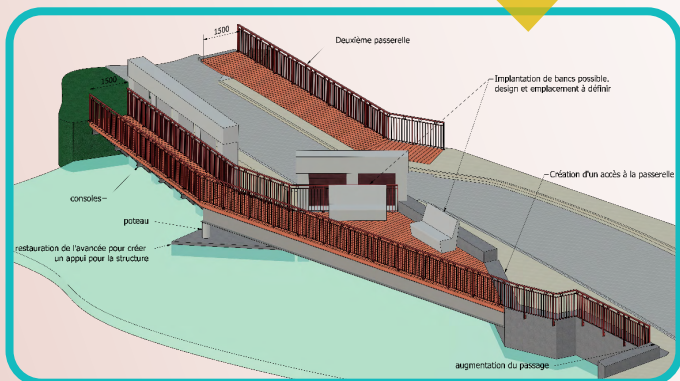 1500
Deuxième passerelle
1500
Implantation de bancs possible.
design et emplacement à définir
Création d'un accès à la passerelle
consoles
poteau
restauration de l'avancée pour créer
un appui pour la structure
augmentation du passage